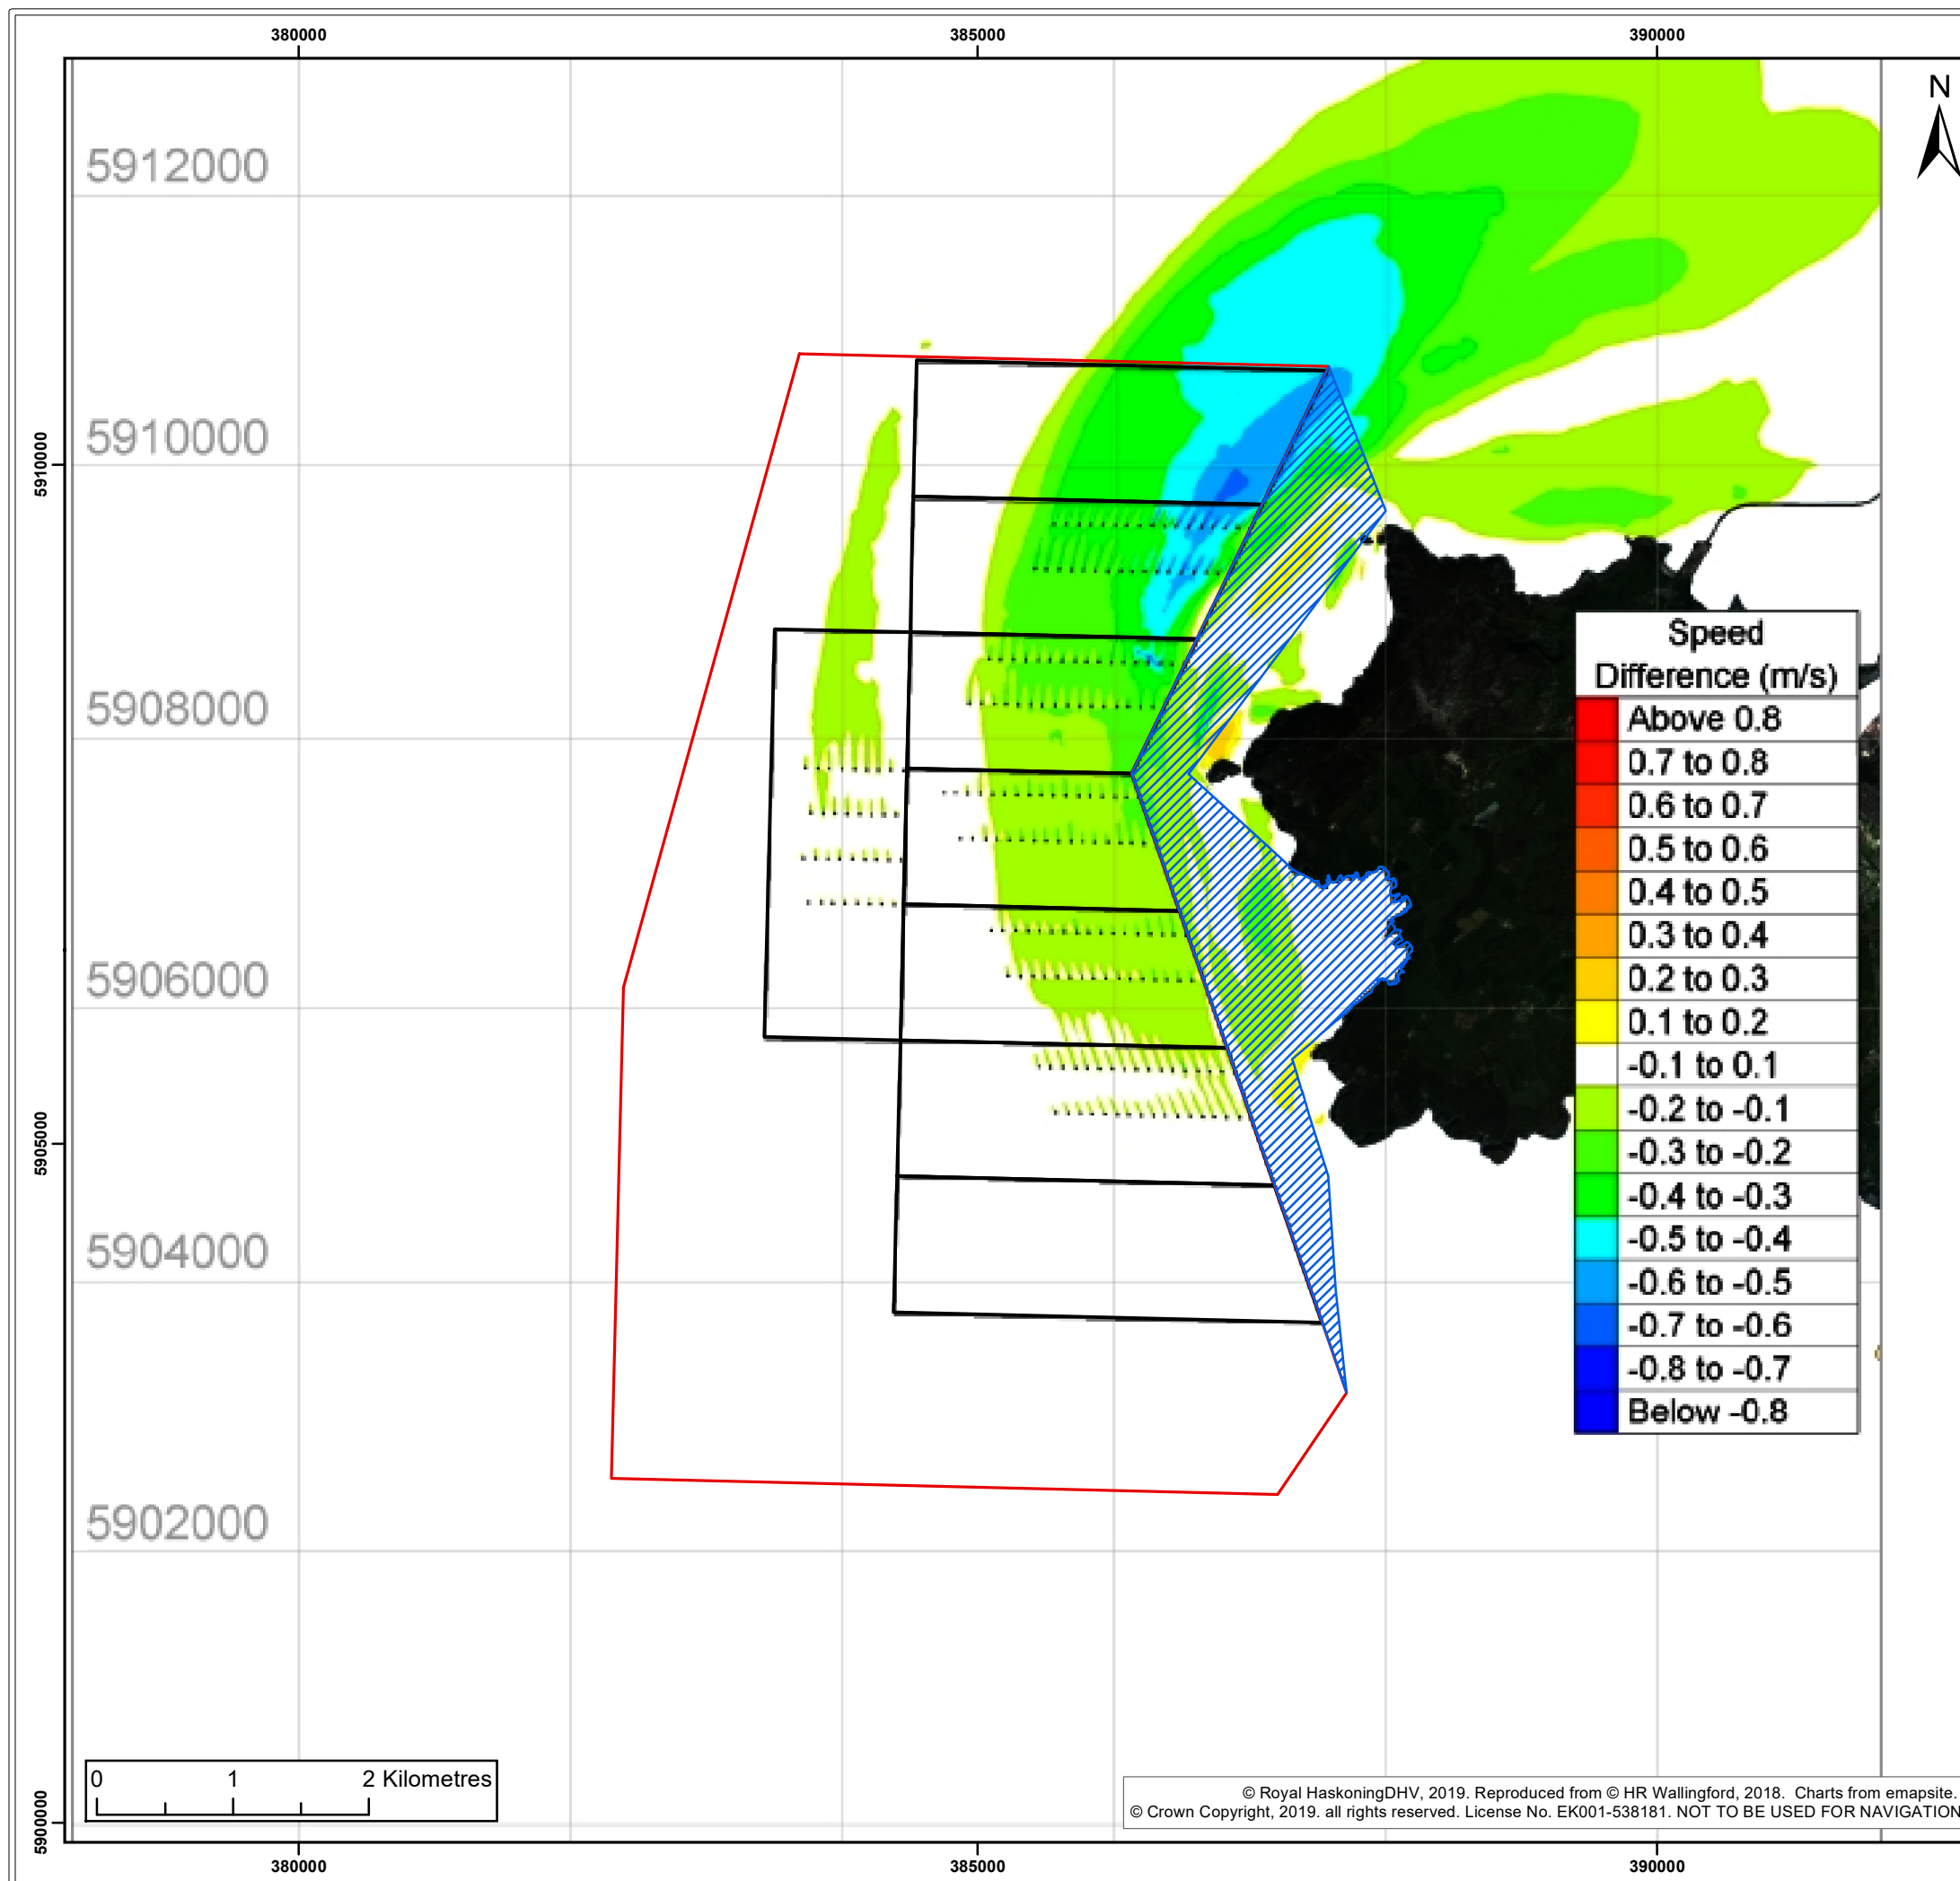 380000
385000
390000
N
5912000
5910000
5910000
5908000
5906000
5905000
5904000
5902000
5900000
Speed
Difference (m/s)
Above 0.8
0.7 to 0.8
0.6 to 0.7
0.5 to 0.6
0.4 to 0.5
0.3 to 0.4
0.2 to 0.3
0.1 to 0.2
-0.1 to 0.1
-0.2 to -0.1
-0.3 to -0.2
-0.4 to -0.3
-0.5 to -0.4
-0.6 to -0.5
-0.7 to -0.6
-0.8 to -0.7
Below -0.8
0 1 2 Kilometres
© Royal HaskoningDHV, 2019. Reproduced from © HR Wallingford, 2018. Charts from emapsite.
© Crown Copyright, 2019. all rights reserved. License No. EK001-538181. NOT TO BE USED FOR NAVIGATION
380000
385000
390000